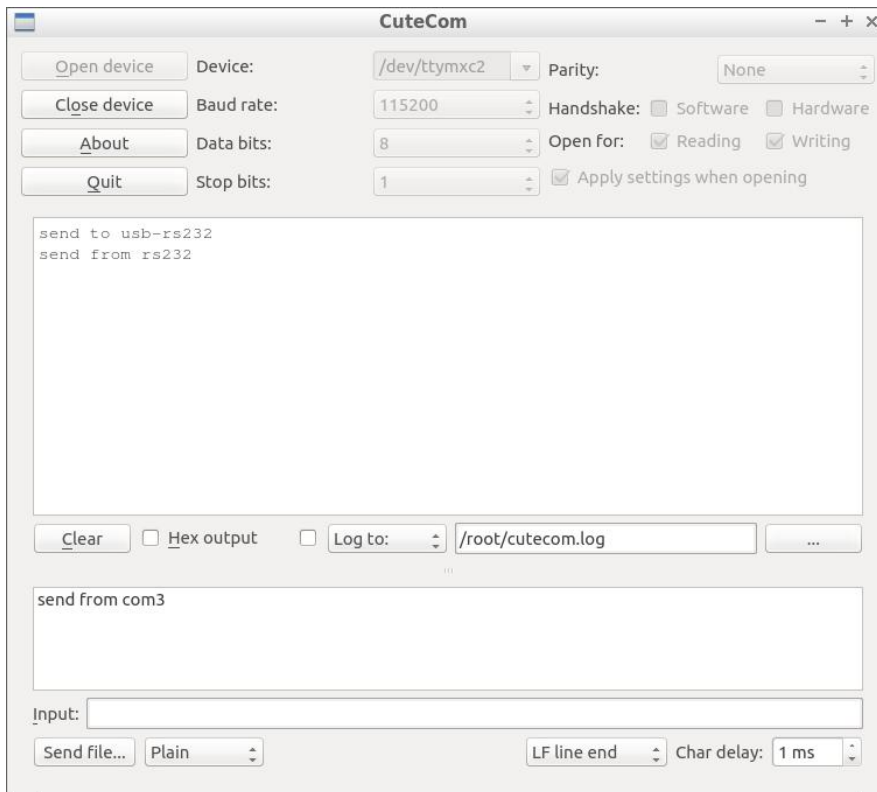 CuteCom
Open device
Device:
/dev/ttymxc2
Parity:
None
Close device
Baud rate:
115200
Handshake:
Software
Hardware
About
Data bits:
8
Open for:
Reading
Writing
Quit
Stop bits:
1
Apply settings when opening
send to usb-rs232
send from rs232
Clear
Hex output
Log to:
/root/cutecom.log
...
send from com3
Input:
Send file...
Plain
LF line end
Char delay:
1 ms